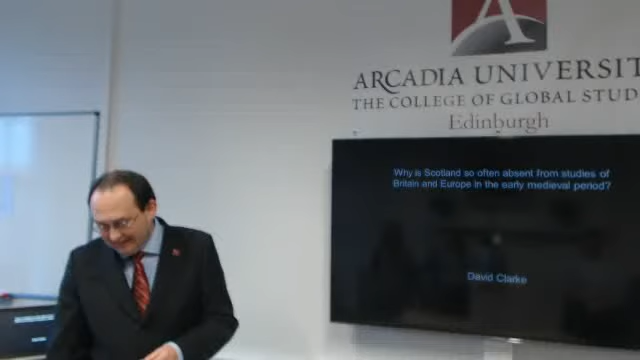 A
ARCADIA UNIVERSIT
THE COLLEGE OF GLOBAL STUD
Edinburgh
Why is Scotland so often absent from studies of
Britain and Europe in the early medieval period?
David Clarke